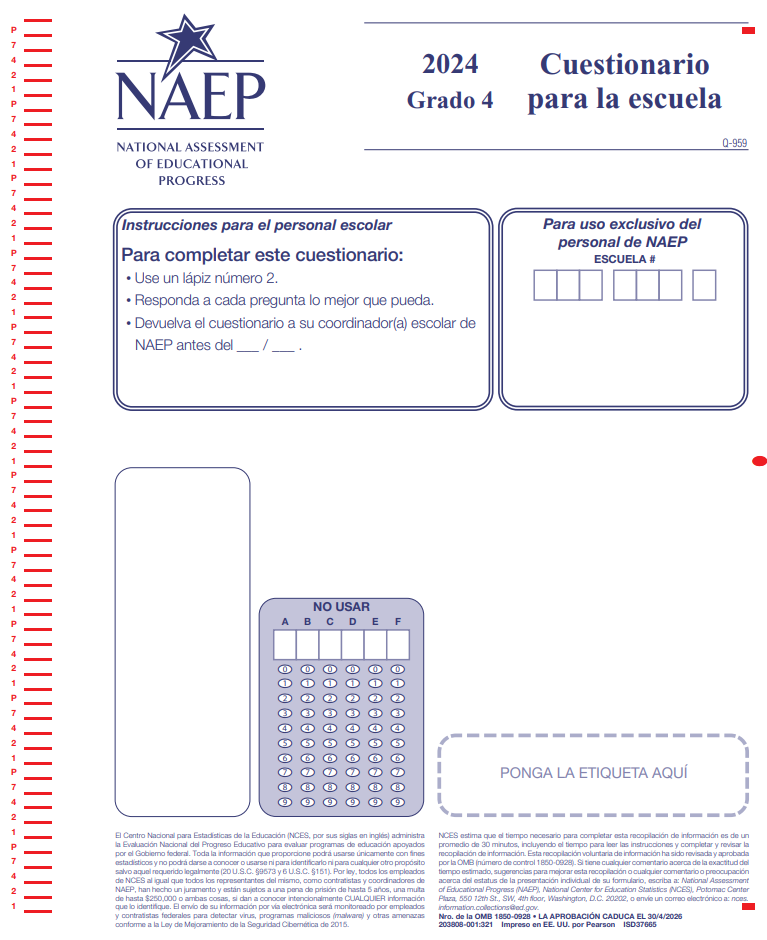 NAEP
NATIONAL ASSESSMENT
OF EDUCATIONAL
PROGRESS
2024
Grado 4
Cuestionario
para la escuela
Q-959
Instrucciones para el personal escolar
Para completar este cuestionario:
• Use un lápiz número 2.
• Responda a cada pregunta lo mejor que pueda.
• Devuelva el cuestionario a su coordinador(a) escolar de
NAEP antes del ___ / ___ .
Para uso exclusivo del
personal de NAEP
ESCUELA #
NO USAR
A B C D E F
0 0 0 0 0 0
1 1 1 1 1 1
2 2 2 2 2 2
3 3 3 3 3 3
4 4 4 4 4 4
5 5 5 5 5 5
6 6 6 6 6 6
7 7 7 7 7 7
8 8 8 8 8 8
9 9 9 9 9 9
PONGA LA ETIQUETA AQUÍ
El Centro Nacional para Estadísticas de la Educación (NCES, por sus siglas en inglés) administra
la Evaluación Nacional del Progreso Educativo para evaluar programas de educación apoyados
por el Gobierno federal. Toda la información que proporcione podrá usarse únicamente con fines
estadísticos y no podrá darse a conocer o usarse ni para identificarlo ni para cualquier otro propósito
salvo aquel requerido legalmente (20 U.S.C. §9573 y 6 U.S.C. §151). Por ley, todos los empleados
de NCES al igual que todos los representantes del mismo, como contratistas y coordinadores de
NAEP, han hecho un juramento y están sujetos a una pena de prisión de hasta 5 años, una multa
de hasta $250,000 o ambas cosas, si dan a conocer intencionalmente CUALQUIER información
que lo identifique. El envío de su información por vía electrónica será monitoreado por empleados
y contratistas federales para detectar virus, programas maliciosos (malware) y otras amenazas
conforme a la Ley de Mejoramiento de la Seguridad Cibernética de 2015.
NCES estima que el tiempo necesario para completar esta recopilación de información es de un
promedio de 30 minutos, incluyendo el tiempo para leer las instrucciones y completar y revisar la
recopilación de información. Esta recopilación voluntaria de información ha sido revisada y aprobada
por la OMB (número de control 1850-0928). Si tiene cualquier comentario acerca de la exactitud del
tiempo estimado, sugerencias para mejorar esta recopilación o cualquier comentario o preocupación
acerca del estatus de la presentación individual de su formulario, escriba a: National Assessment
of Educational Progress (NAEP), National Center for Education Statistics (NCES), Potomac Center
Plaza, 550 12th St., SW, 4th floor, Washington, D.C. 20202, o envíe un correo electrónico a: nces.
information.collections@ed.gov.
Nro. de la OMB 1850-0928 • LA APROBACIÓN CADUCA EL 30/4/2026
203808-001:321 Impreso en EE. UU. por Pearson ISD37665